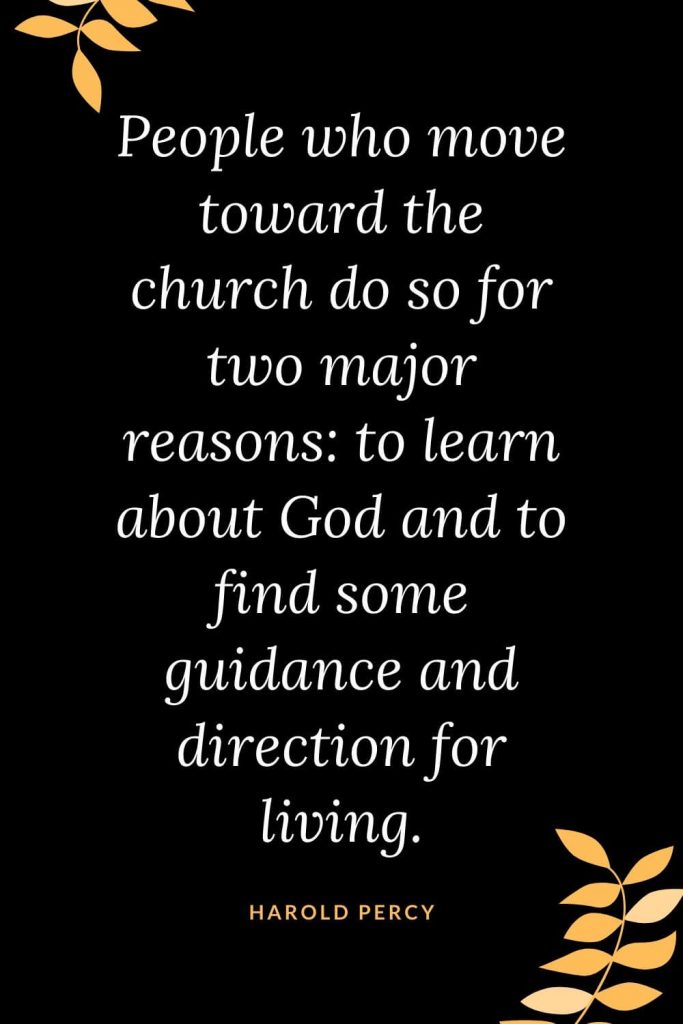 People who move
toward the
church do so for
two major
reasons: to learn
about God and to
find some
guidance and
direction for
living.
HAROLD PERCY